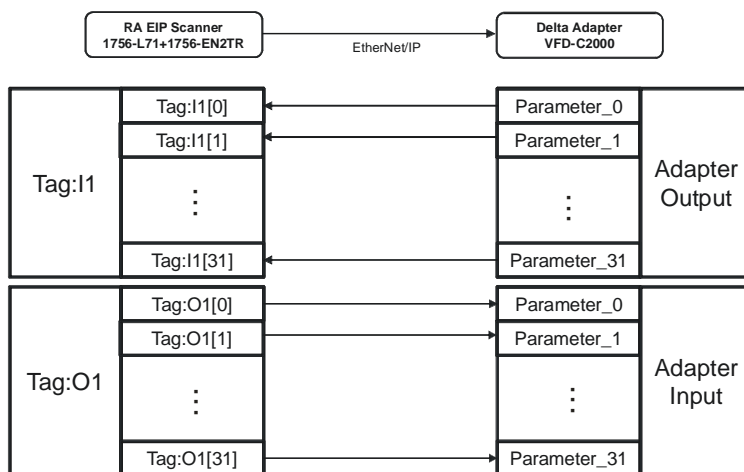 RA EIP Scanner
1756-L71+1756-EN2TR
EtherNet/IP
Delta Adapter
VFD-C2000
Tag:I1
Tag:I1[0]
Tag:I1[1]
⋮
Tag:I1[31]
Parameter_0
Parameter_1
⋮
Parameter_31
Adapter
Output
Tag:O1
Tag:O1[0]
Tag:O1[1]
⋮
Tag:O1[31]
Parameter_0
Parameter_1
⋮
Parameter_31
Adapter
Input